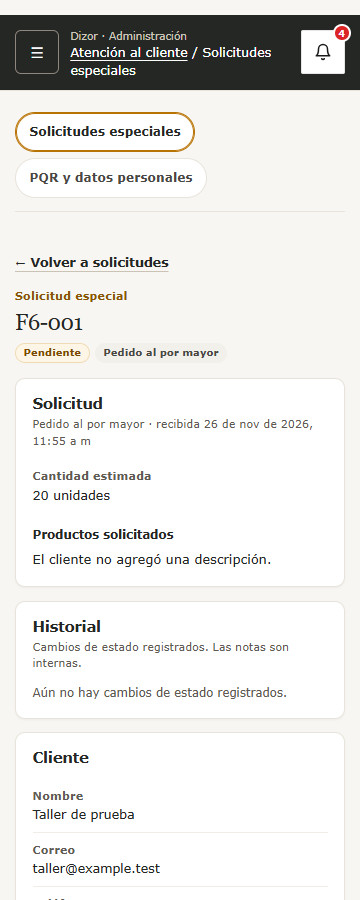 ☰
Dizor · Administración
Atención al cliente / Solicitudes
especiales
4
Solicitudes especiales
PQR y datos personales
← Volver a solicitudes
Solicitud especial
F6-001
Pendiente
Pedido al por mayor
Solicitud
Pedido al por mayor · recibida 26 de nov de 2026,
11:55 a m
Cantidad estimada
20 unidades
Productos solicitados
El cliente no agregó una descripción.
Historial
Cambios de estado registrados. Las notas son
internas.
Aún no hay cambios de estado registrados.
Cliente
Nombre
Taller de prueba
Correo
taller@example.test